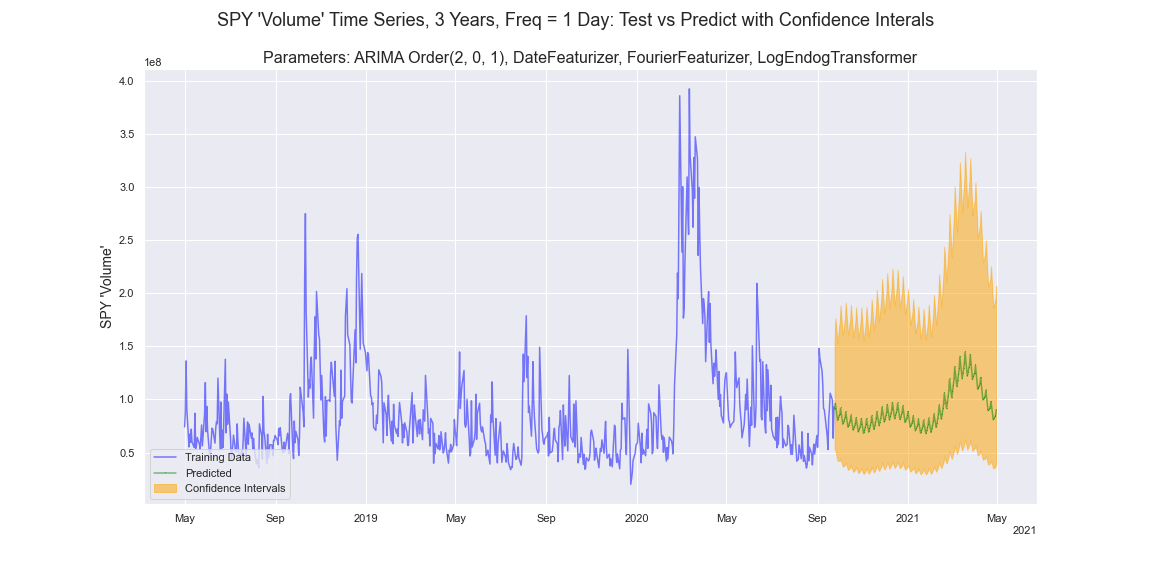 SPY 'Volume' Time Series, 3 Years, Freq = 1 Day: Test vs Predict with Confidence Interals
Parameters: ARIMA Order(2, 0, 1), DateFeaturizer, FourierFeaturizer, LogEndogTransformer
1e8
4.0
3.5
3.0
2.5
2.0
1.5
1.0
0.5
SPY 'Volume'
Training Data
Predicted
Confidence Intervals
May Sep 2019 May Sep 2020 May Sep 2021 May
2021